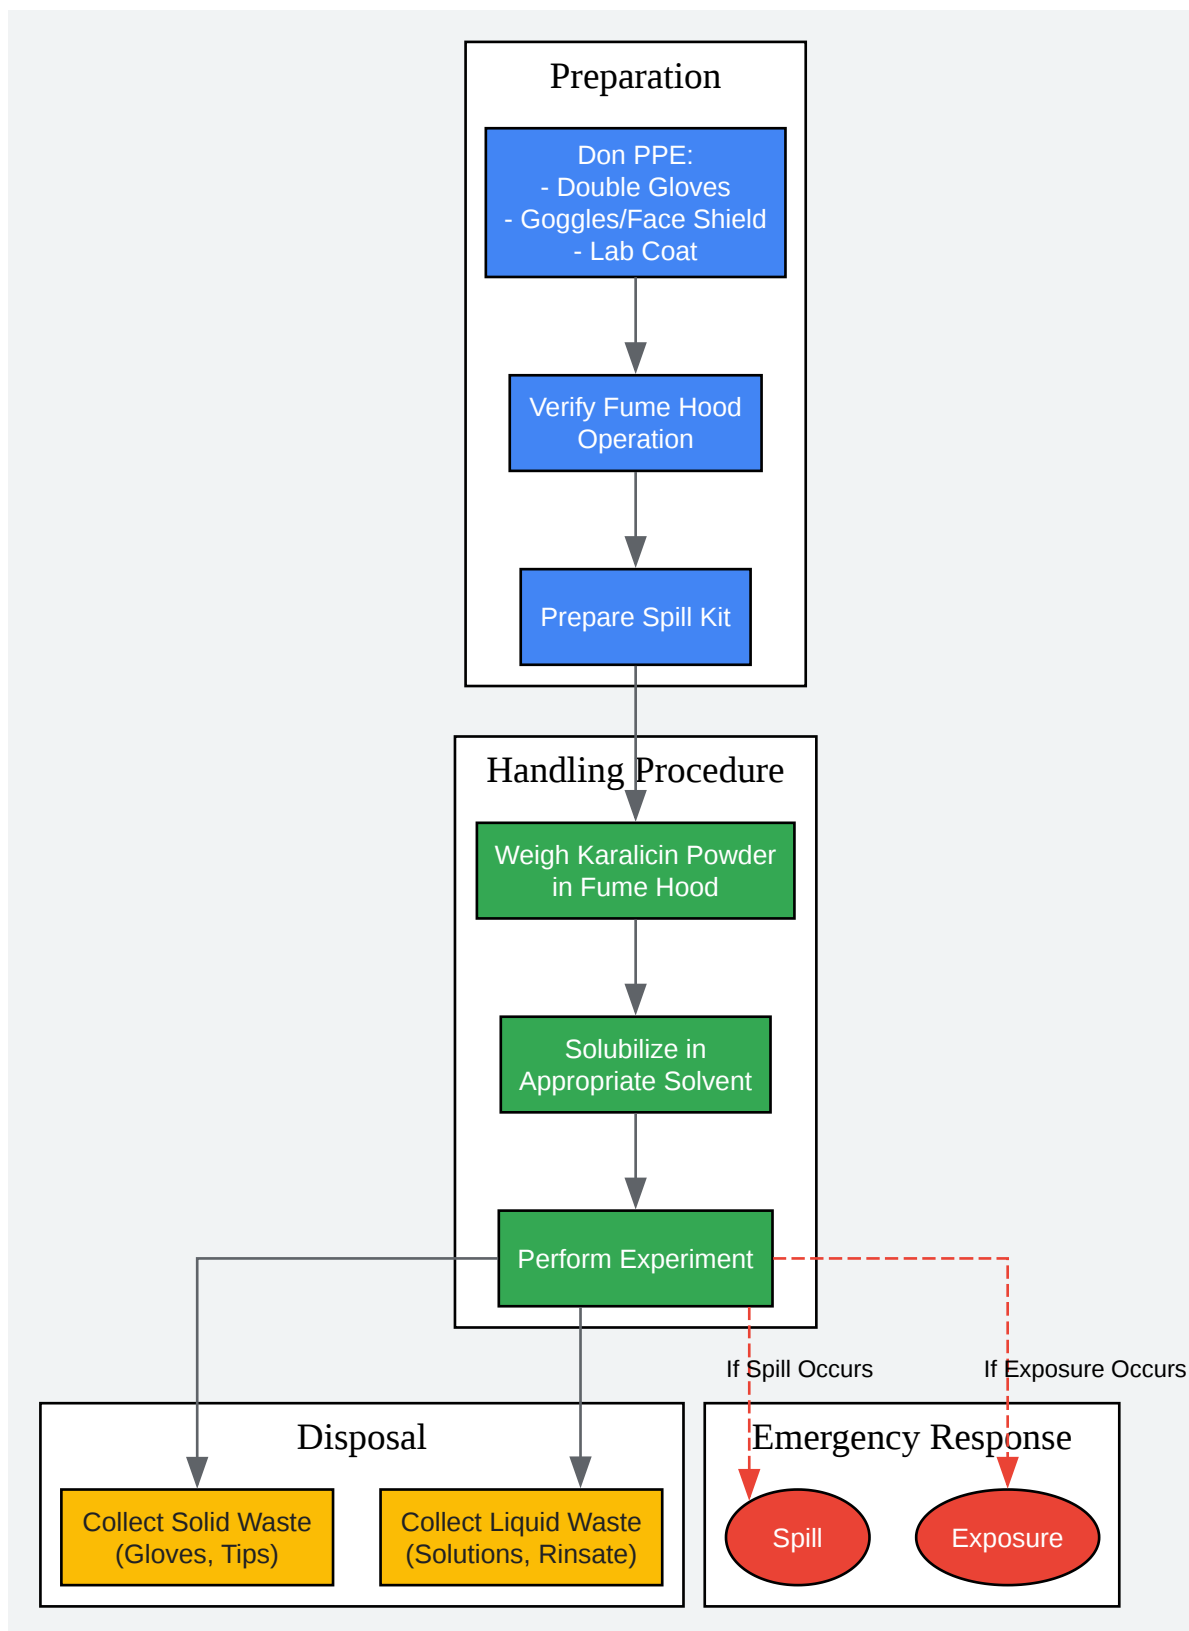 Preparation
Don PPE:
- Double Gloves
- Goggles/Face Shield
- Lab Coat
Verify Fume Hood
Operation
Prepare Spill Kit
Handling Procedure
Weigh Karalicin Powder
in Fume Hood
Solubilize in
Appropriate Solvent
Perform Experiment
If Spill Occurs
If Exposure Occurs
Disposal
Collect Solid Waste
(Gloves, Tips)
Collect Liquid Waste
(Solutions, Rinsate)
Emergency Response
Spill
Exposure